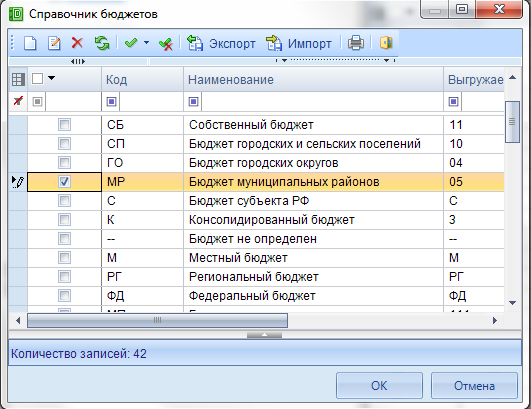 Справочник бюджетов
Экспорт Импорт
Код Наименование Выгружае
СБ Собственный бюджет 11
СП Бюджет городских и сельских поселений 10
ГО Бюджет городских округов 04
МР Бюджет муниципальных районов 05
С Бюджет субъекта РФ С
К Консолидированный бюджет 3
-- Бюджет не определен --
М Местный бюджет М
РГ Региональный бюджет РГ
ФД Федеральный бюджет ФД
Количество записей: 42
ОК Отмена